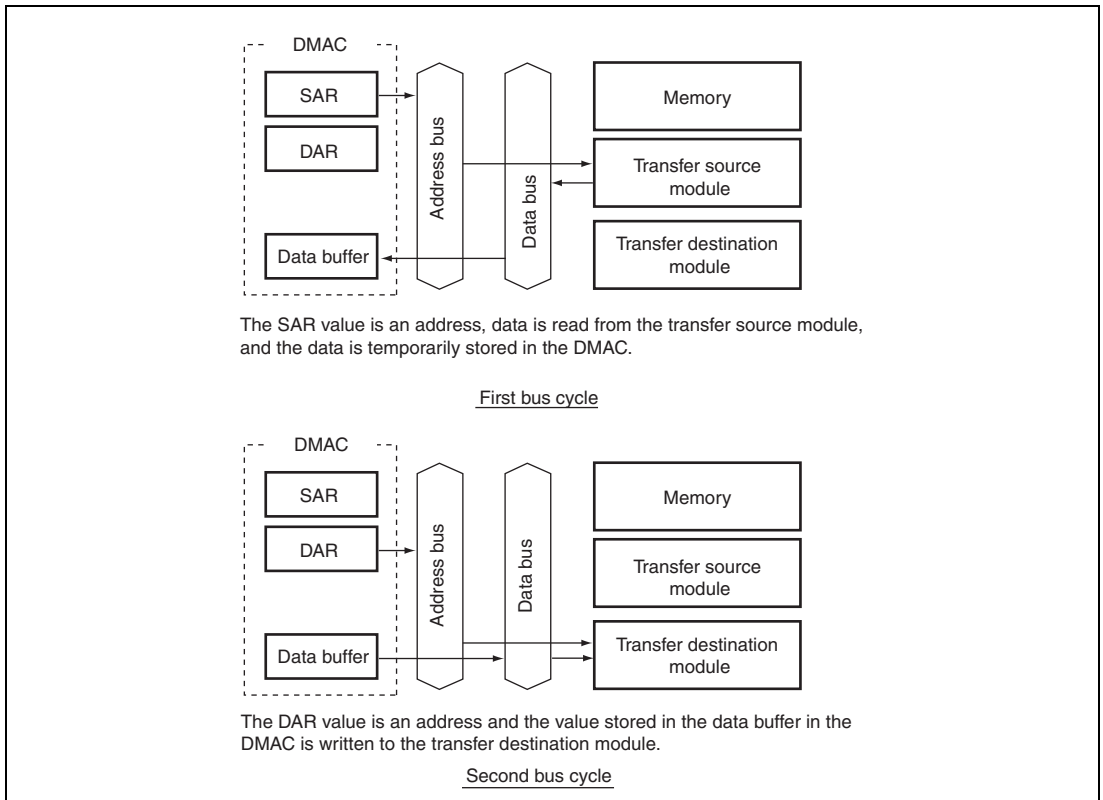 DMAC
SAR
DAR
Data buffer
Address bus
Data bus
Memory
Transfer source
module
Transfer destination
module
The SAR value is an address, data is read from the transfer source module,
and the data is temporarily stored in the DMAC.
First bus cycle
DMAC
SAR
DAR
Data buffer
Address bus
Data bus
Memory
Transfer source
module
Transfer destination
module
The DAR value is an address and the value stored in the data buffer in the
DMAC is written to the transfer destination module.
Second bus cycle